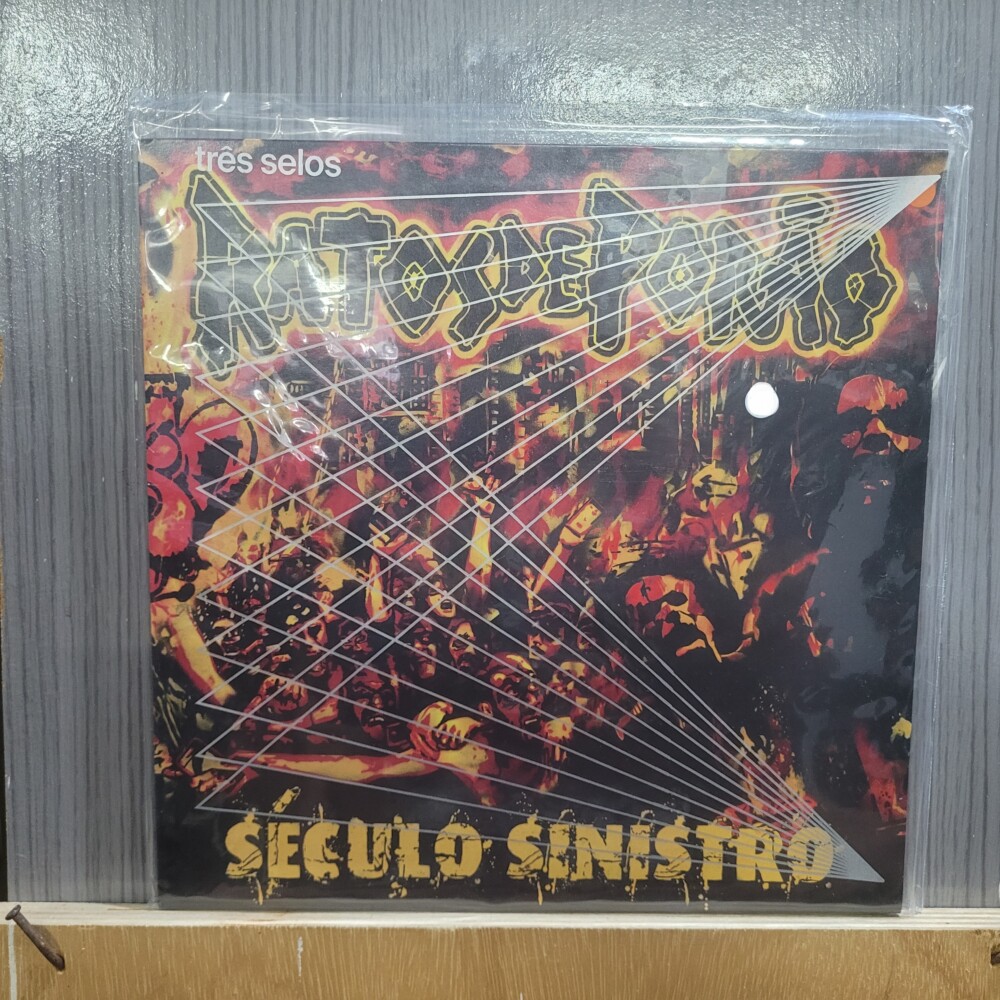 três selos
RATOS DE PORÃO
SÉCULO SINISTRO